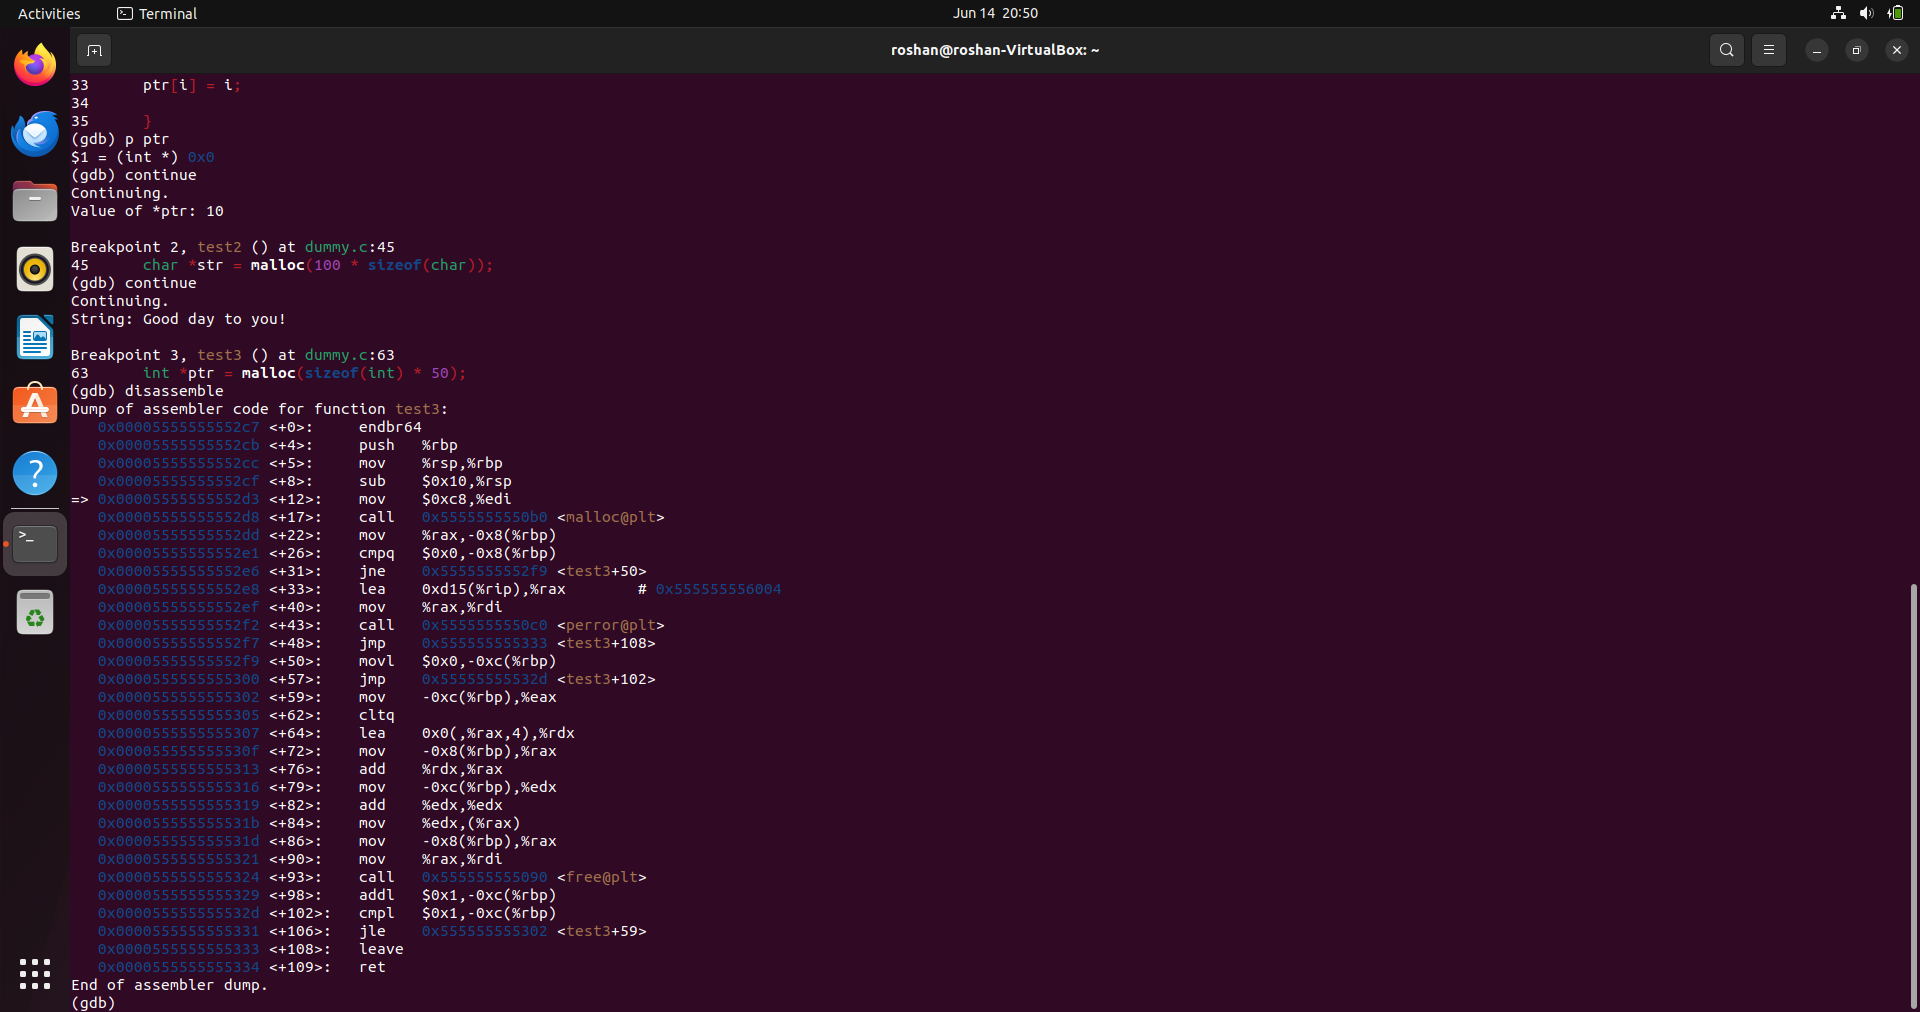 Activities Terminal Jun 14 20:50
roshan@roshan-VirtualBox: ~
33 ptr[i] = i;
34
35 }
(gdb) p ptr
$1 = (int *) 0x0
(gdb) continue
Continuing.
Value of *ptr: 10
Breakpoint 2, test2 () at dummy.c:45
45 char *str = malloc(100 * sizeof(char));
(gdb) continue
Continuing.
String: Good day to you!
Breakpoint 3, test3 () at dummy.c:63
63 int *ptr = malloc(sizeof(int) * 50);
(gdb) disassemble
Dump of assembler code for function test3:
0x00005555555552c7 <+0>: endbr64
0x00005555555552cb <+4>: push %rbp
0x00005555555552cc <+5>: mov %rsp,%rbp
0x00005555555552cf <+8>: sub $0x10,%rsp
=> 0x00005555555552d3 <+12>: mov $0xc8,%edi
0x00005555555552d8 <+17>: call 0x5555555550b0 <malloc@plt>
0x00005555555552dd <+22>: mov %rax,-0x8(%rbp)
0x00005555555552e1 <+26>: cmpq $0x0,-0x8(%rbp)
0x00005555555552e6 <+31>: jne 0x5555555552f9 <test3+50>
0x00005555555552e8 <+33>: lea 0xd15(%rip),%rax # 0x555555556004
0x00005555555552ef <+40>: mov %rax,%rdi
0x00005555555552f2 <+43>: call 0x5555555550c0 <perror@plt>
0x00005555555552f7 <+48>: jmp 0x555555555333 <test3+108>
0x00005555555552f9 <+50>: movl $0x0,-0xc(%rbp)
0x0000555555555300 <+57>: jmp 0x55555555532d <test3+102>
0x0000555555555302 <+59>: mov -0xc(%rbp),%eax
0x0000555555555305 <+62>: cltq
0x0000555555555307 <+64>: lea 0x0(,%rax,4),%rdx
0x000055555555530f <+72>: mov -0x8(%rbp),%rax
0x0000555555555313 <+76>: add %rdx,%rax
0x0000555555555316 <+79>: mov -0xc(%rbp),%edx
0x0000555555555319 <+82>: add %edx,%edx
0x000055555555531b <+84>: mov %edx,(%rax)
0x000055555555531d <+86>: mov -0x8(%rbp),%rax
0x0000555555555321 <+90>: mov %rax,%rdi
0x0000555555555324 <+93>: call 0x555555555090 <free@plt>
0x0000555555555329 <+98>: addl $0x1,-0xc(%rbp)
0x000055555555532d <+102>: cmpl $0x1,-0xc(%rbp)
0x0000555555555331 <+106>: jle 0x555555555302 <test3+59>
0x0000555555555333 <+108>: leave
0x0000555555555334 <+109>: ret
End of assembler dump.
(gdb)